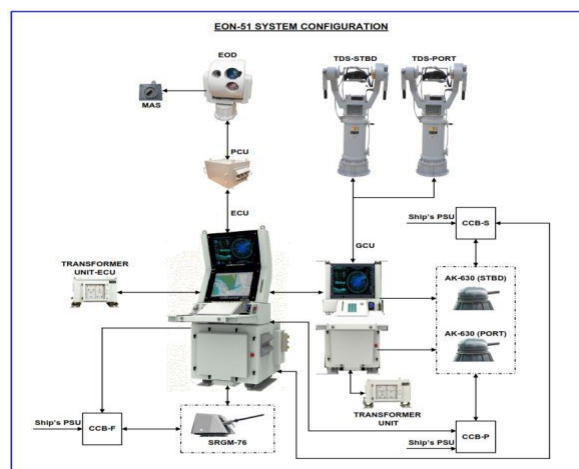 EON-51 SYSTEM CONFIGURATION
EOD
TDS-STBD
TDS-PORT
MAS
PCU
ECU
GCU
Ship's PSU
CCB-S
TRANSFORMER
UNIT-ECU
AK-630 (STBD)
AK-630 (PORT)
Ship's PSU
CCB-F
SRGM-76
TRANSFORMER
UNIT
CCB-P
Ship's PSU